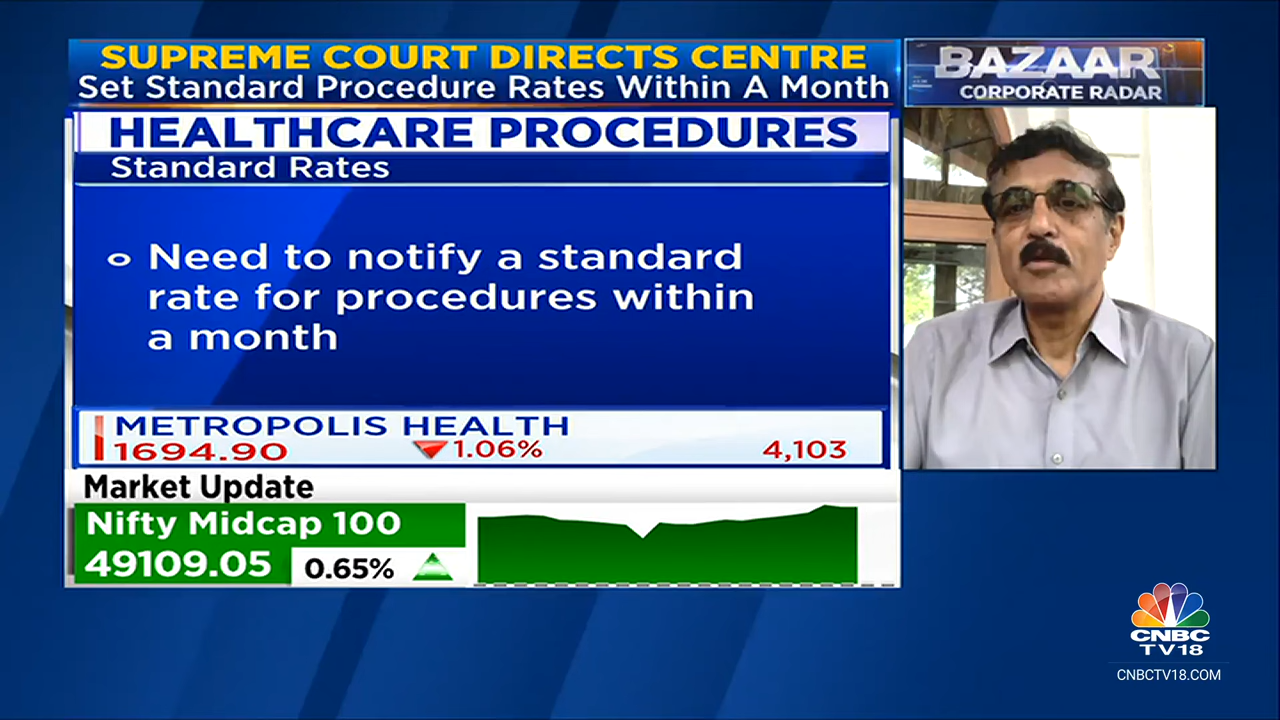 SUPREME COURT DIRECTS CENTRE
Set Standard Procedure Rates Within A Month
BAZAAR
CORPORATE RADAR
HEALTHCARE PROCEDURES
Standard Rates
Need to notify a standard
rate for procedures within
a month
METROPOLIS HEALTH
1694.90 1.06% 4,103
Market Update
Nifty Midcap 100
49109.05 0.65%
CNBC
TV18
CNBCTV18.COM